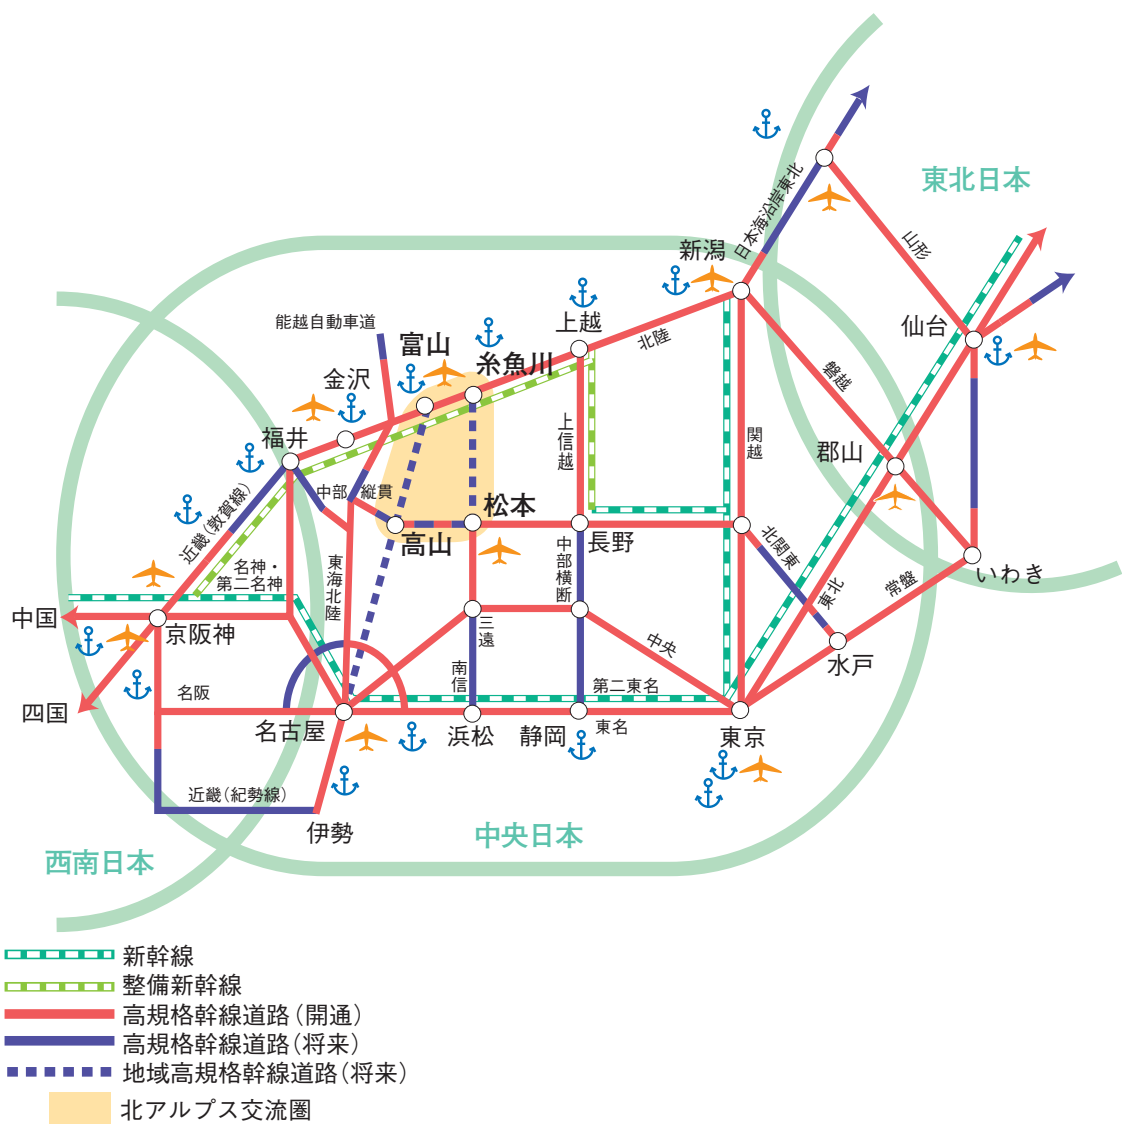 東北日本
日本海沿岸東北
山形
新潟
仙台
能越自動車道
富山
糸魚川
上越
北陸
金沢
磐越
福井
上信越
関越
郡山
近畿(敦賀線)
中部
縦貫
松本
高山
長野
北関東
いわき
名神・
第二名神
東海北陸
中部横断
東北
常盤
中国
京阪神
三遠
南信
中央
水戸
四国
名阪
名古屋
浜松
静岡
第二東名
東名
東京
近畿(紀勢線)
伊勢
中央日本
西南日本
新幹線
整備新幹線
高規格幹線道路(開通)
高規格幹線道路(将来)
地域高規格幹線道路(将来)
北アルプス交流圏